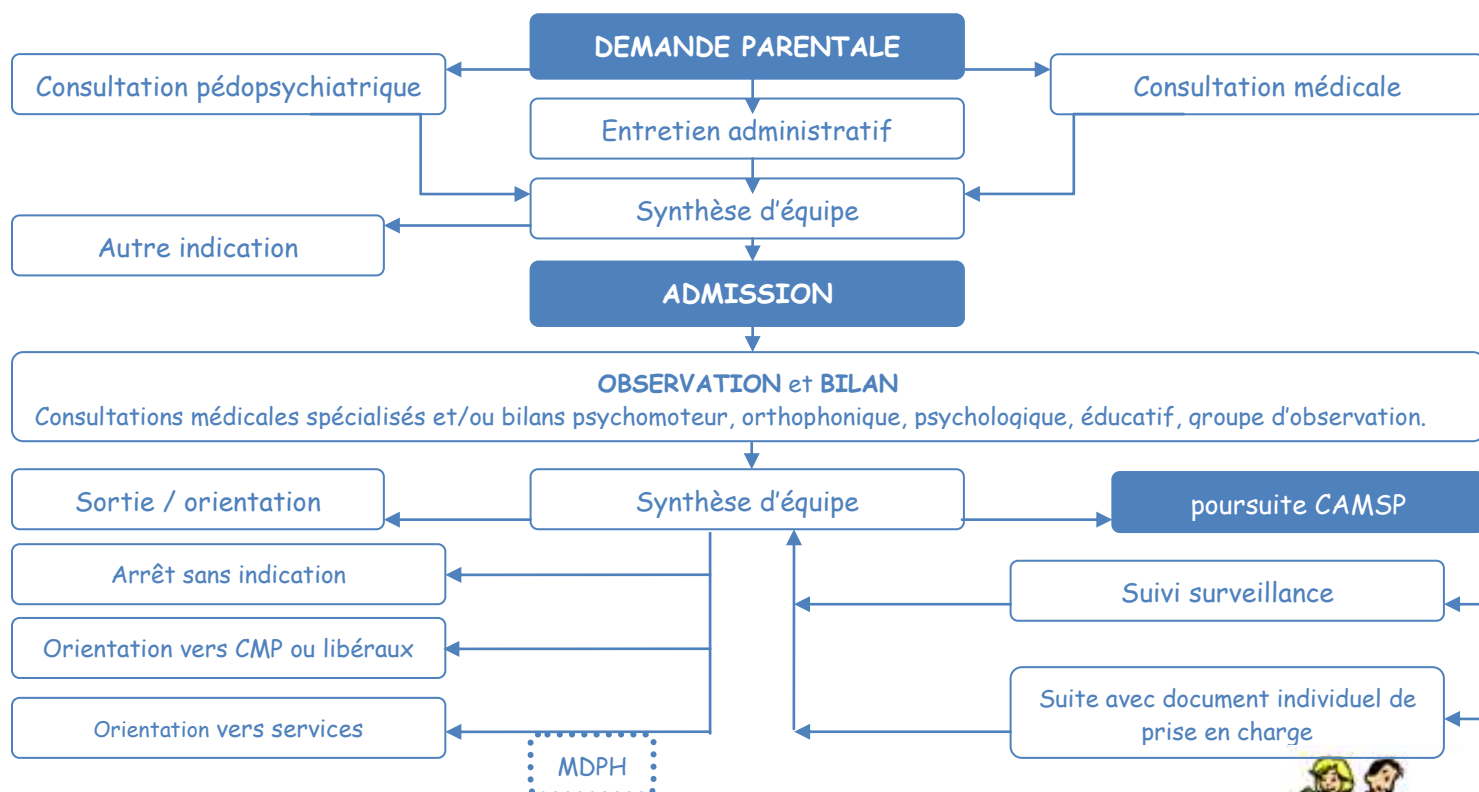 DEMANDE PARENTALE
Consultation pédopsychiatrique
Consultation médicale
Entretien administratif
Synthèse d'équipe
Autre indication
ADMISSION
OBSERVATION et BILAN
Consultations médicales spécialisés et/ou bilans psychomoteur, orthophonique, psychologique, éducatif, groupe d'observation.
Sortie / orientation
Synthèse d'équipe
poursuite CAMSP
Arrêt sans indication
Suivi surveillance
Orientation vers CMP ou libéraux
Suite avec document individuel de
prise en charge
Orientation vers services
MDPH